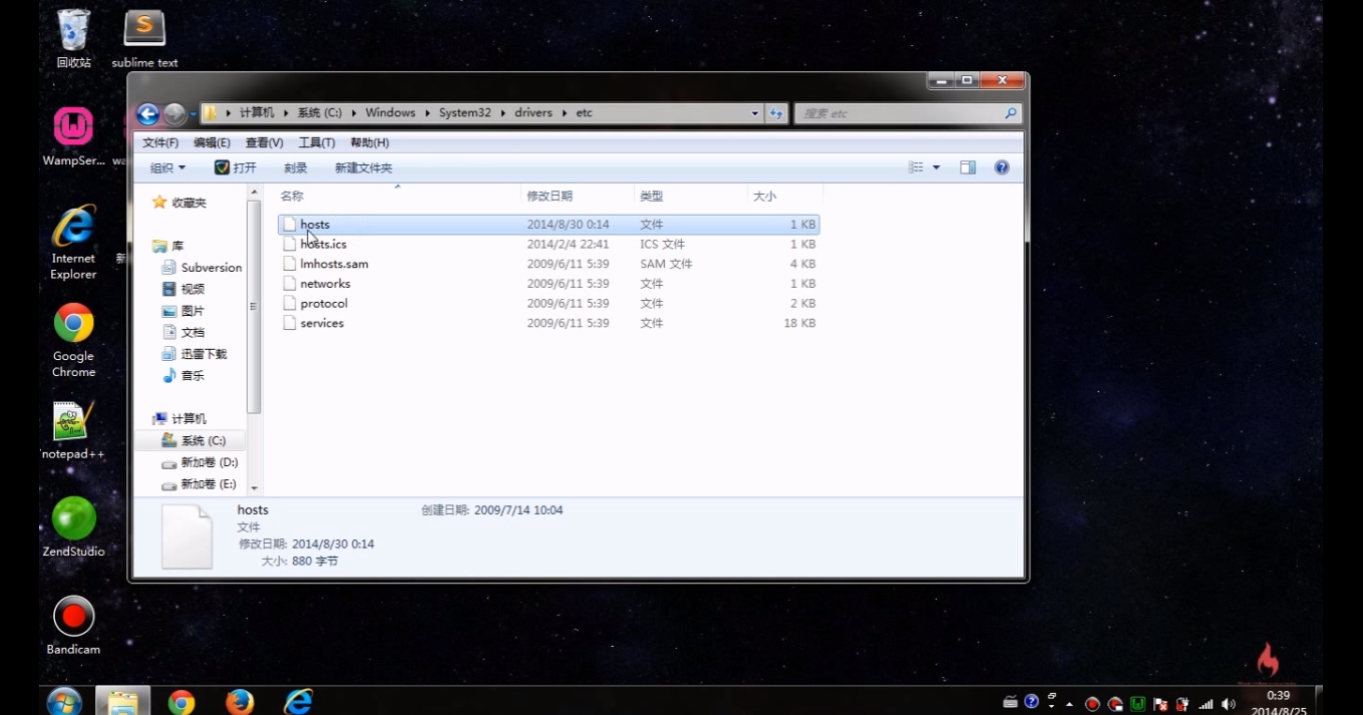 回收站
sublime text
WampSer...
Internet
Explorer
Google
Chrome
notepad++
ZendStudio
Bandicam
计算机 系统 (C:) Windows System32 drivers etc
搜索 etc
文件(F) 编辑(E) 查看(V) 工具(T) 帮助(H)
组织 打开 刻录 新建文件夹
收藏夹
库
Subversion
视频
图片
文档
迅雷下载
音乐
计算机
系统 (C:)
新加卷 (D:)
新加卷 (E:)
名称 修改日期 类型 大小
hosts 2014/8/30 0:14 文件 1 KB
hosts.ics 2014/2/4 22:41 ICS 文件 1 KB
lmhosts.sam 2009/6/11 5:39 SAM 文件 4 KB
networks 2009/6/11 5:39 文件 1 KB
protocol 2009/6/11 5:39 文件 2 KB
services 2009/6/11 5:39 文件 18 KB
hosts 创建日期: 2009/7/14 10:04
文件
修改日期: 2014/8/30 0:14
大小: 880 字节
0:39
2014/8/25